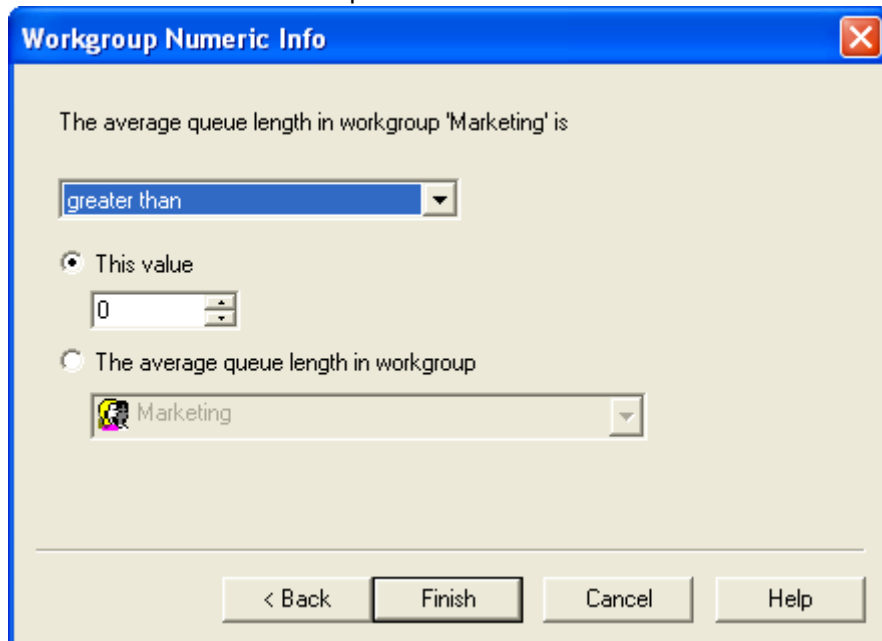 Workgroup Numeric Info
The average queue length in workgroup 'Marketing' is
greater than
This value
0
The average queue length in workgroup
Marketing
< Back Finish Cancel Help